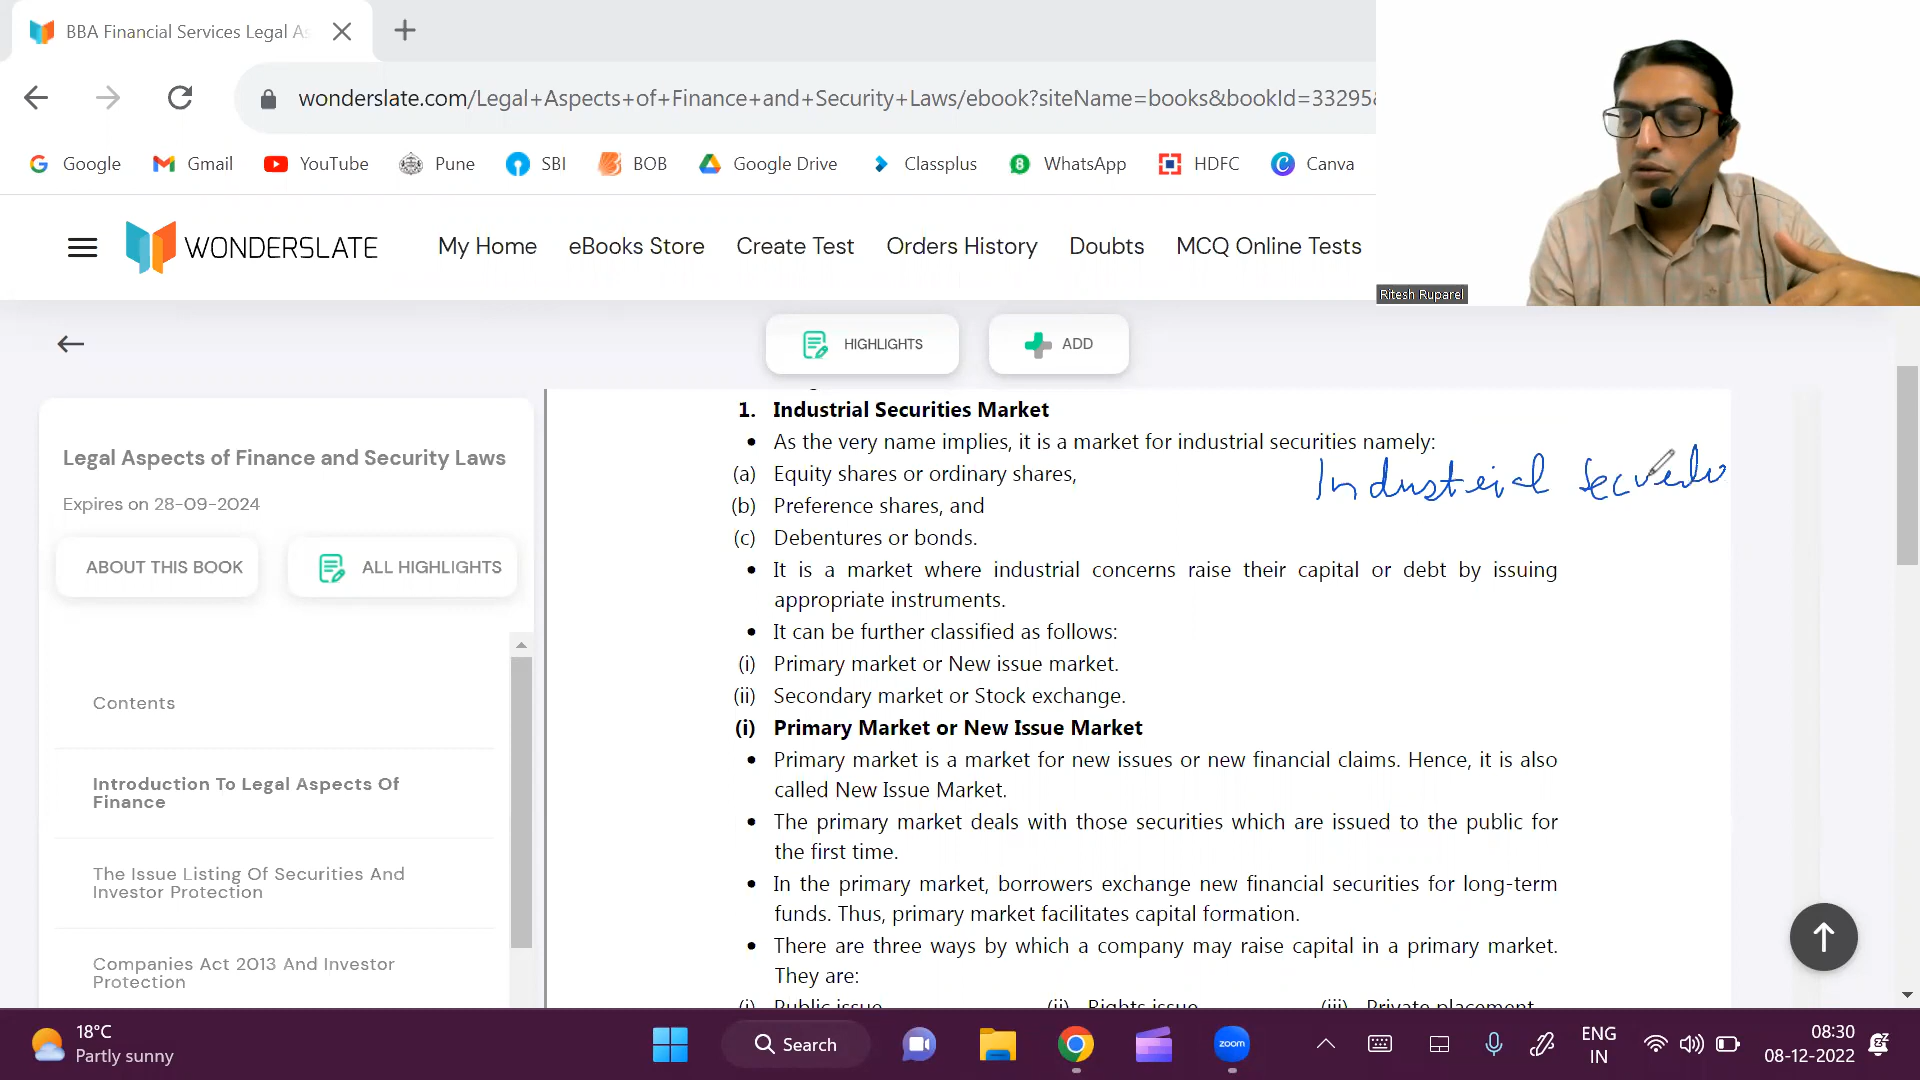 BBA Financial Services Legal As
wonderslate.com/Legal+Aspects+of+Finance+and+Security+Laws/ebook?siteName=books&bookId=33295&
Google Gmail YouTube Pune SBI BOB Google Drive Classplus 8 WhatsApp HDFC C Canva
WONDERSLATE My Home eBooks Store Create Test Orders History Doubts MCQ Online Tests
Ritesh Ruparel
HIGHLIGHTS ADD
Legal Aspects of Finance and Security Laws
Expires on 28-09-2024
ABOUT THIS BOOK ALL HIGHLIGHTS
Contents
Introduction To Legal Aspects Of
Finance
The Issue Listing Of Securities And
Investor Protection
Companies Act 2013 And Investor
Protection
1. Industrial Securities Market
• As the very name implies, it is a market for industrial securities namely:
(a) Equity shares or ordinary shares,
Industrial
(b) Preference shares, and
(c) Debentures or bonds.
• It is a market where industrial concerns raise their capital or debt by issuing
appropriate instruments.
• It can be further classified as follows:
(i) Primary market or New issue market.
(ii) Secondary market or Stock exchange.
(i) Primary Market or New Issue Market
• Primary market is a market for new issues or new financial claims. Hence, it is also
called New Issue Market.
• The primary market deals with those securities which are issued to the public for
the first time.
• In the primary market, borrowers exchange new financial securities for long-term
funds. Thus, primary market facilitates capital formation.
• There are three ways by which a company may raise capital in a primary market.
They are:
(i) Public issue (ii) Rights issue (iii) Private placement
18°C
Partly sunny
Search
zoom
ENG
IN
08:30
08-12-2022